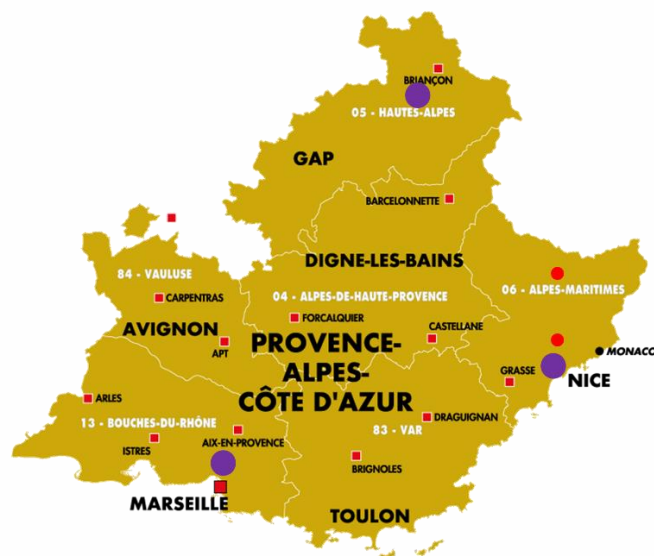 BRIANÇON
05 - HAUTES-ALPES
GAP
BARCELONNETTE
DIGNE-LES-BAINS
84 - VAULUSE
06 - ALPES-MARITIMES
CARPENTRAS
04 - ALPES-DE-HAUTE-PROVENCE
FORCALQUIER
AVIGNON
CASTELLANE
APT
PROVENCE-
ALPES-
CÔTE D'AZUR
MONACO
GRASSE
NICE
ARLES
13 - BOUCHES-DU-RHÔNE
DRAGUIGNAN
83 - VAR
ISTRES
AIX-EN-PROVENCE
BRIGNOLES
MARSEILLE
TOULON